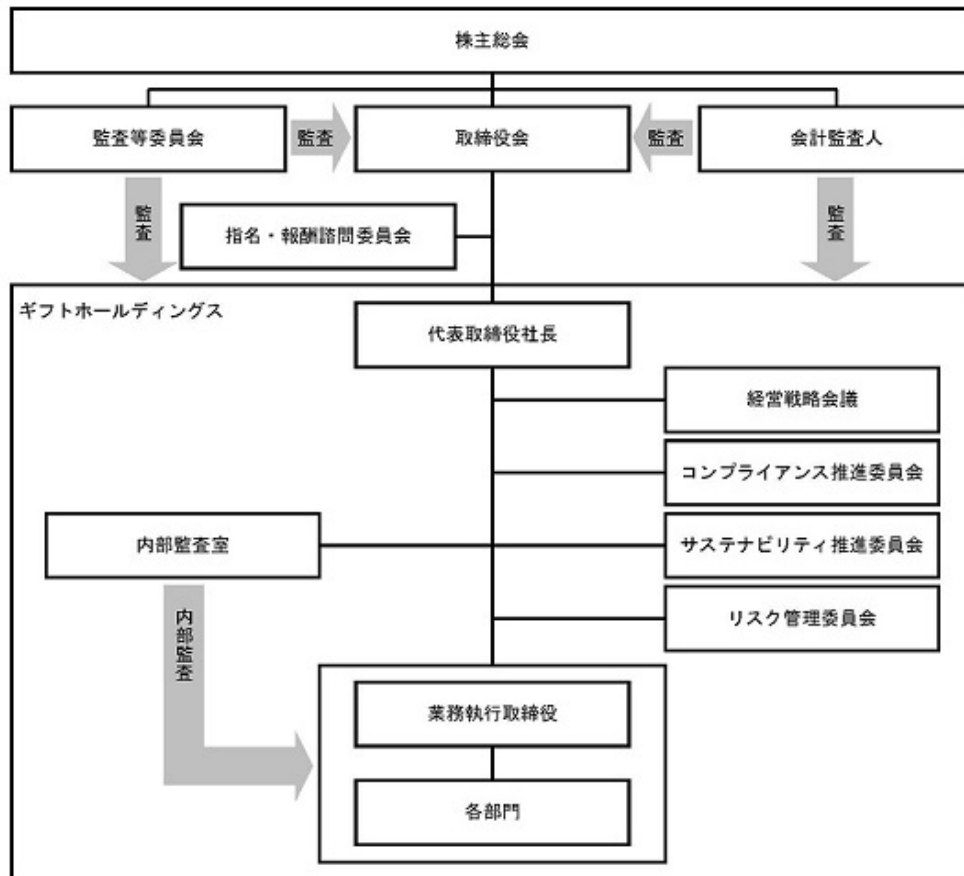 株主総会
監査等委員会
監査
取締役会
監査
会計監査人
監査
指名・報酬諮問委員会
監査
ギフトホールディングス
代表取締役社長
経営戦略会議
コンプライアンス推進委員会
内部監査室
サステナビリティ推進委員会
リスク管理委員会
内部監査
業務執行取締役
各部門